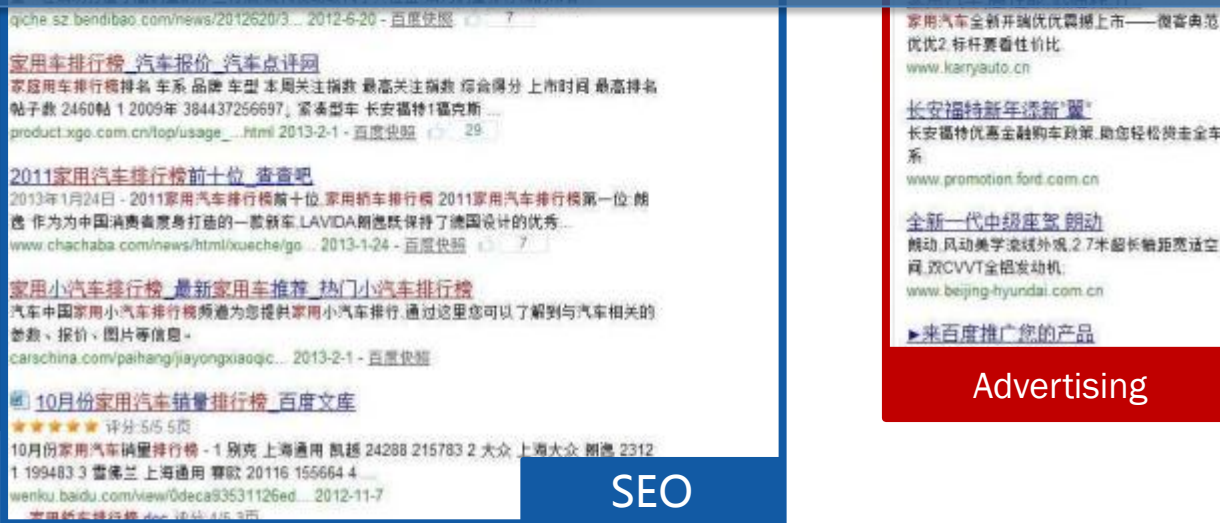 qiche.sz.bendibao.com/news/2012620/3... 2012-6-20 - 百度快照 7
家用车排行榜_汽车报价_汽车点评网
家庭用车排行榜排名 车系 品牌 车型 本周关注指数 最高关注指数 综合得分 上市时间 最高排名
帖子数 2460帖 1 2009年 384437256697↓ 紧凑型车 长安福特1福克斯 ...
product.xgo.com.cn/top/usage_...html 2013-2-1 - 百度快照 29
2011家用汽车排行榜前十位_查查吧
2013年1月24日 - 2011家用汽车排行榜前十位,家用轿车排行榜 2011家用汽车排行榜第一位:朗
逸 作为为中国消费者度身打造的一款新车,LAVIDA朗逸既保持了德国设计的优秀...
www.chachaba.com/news/html/xueche/go... 2013-1-24 - 百度快照 7
家用小汽车排行榜_最新家用车推荐_热门小汽车排行榜
汽车中国家用小汽车排行榜频道为您提供家用小汽车排行,通过这里您可以了解到与汽车相关的
参数、报价、图片等信息。
carschina.com/paihang/jiayongxiaoqic... 2013-2-1 - 百度快照
10月份家用汽车销量排行榜_百度文库
评分:5/5 5页
10月份家用汽车销量排行榜 - 1 别克 上海通用 凯越 24288 215783 2 大众 上海大众 朗逸 2312
1 199483 3 雪佛兰 上海通用 赛欧 20116 155664 4 ...
wenku.baidu.com/view/0deca93531126ed... 2012-11-7
家用轿车排行榜.doc 评分:4/5 3页
SEO
家用汽车全新开瑞优优震撼上市——微客典范
优优2,标杆要看性价比
www.karryauto.cn
长安福特新年添新"翼"
长安福特优惠金融购车政策,助您轻松贷走全车
系
www.promotion.ford.com.cn
全新一代中级座驾 朗动
朗动,风动美学流线外观,2.7米超长轴距宽适空
间,双CVVT全铝发动机;
www.beijing-hyundai.com.cn
►来百度推广您的产品
Advertising